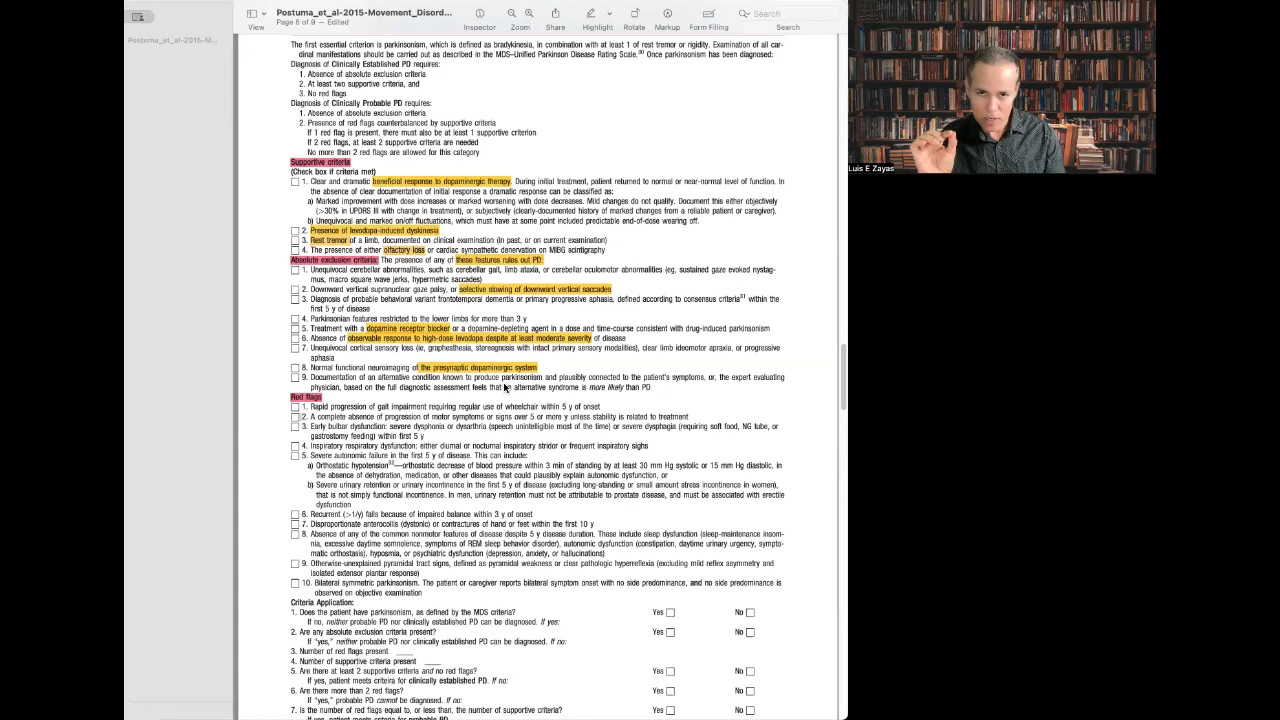 Postuma_et_al-2015-Movement_Disord...
Page 5 of 9 – Edited
View
Inspector
Zoom
Share
Highlight
Rotate
Markup
Form Filling
Search
Search
Postuma_et_al-2015-M...
The first essential criterion is parkinsonism, which is defined as bradykinesia, in combination with at least 1 of rest tremor or rigidity. Examination of all car-
dinal manifestations should be carried out as described in the MDS–Unified Parkinson Disease Rating Scale.30 Once parkinsonism has been diagnosed:
Diagnosis of Clinically Established PD requires:
1. Absence of absolute exclusion criteria
2. At least two supportive criteria, and
3. No red flags
Diagnosis of Clinically Probable PD requires:
1. Absence of absolute exclusion criteria
2. Presence of red flags counterbalanced by supportive criteria
If 1 red flag is present, there must also be at least 1 supportive criterion
If 2 red flags, at least 2 supportive criteria are needed
No more than 2 red flags are allowed for this category
Supportive criteria
(Check box if criteria met)
1. Clear and dramatic beneficial response to dopaminergic therapy. During initial treatment, patient returned to normal or near-normal level of function. In
the absence of clear documentation of initial response a dramatic response can be classified as:
a) Marked improvement with dose increases or marked worsening with dose decreases. Mild changes do not qualify. Document this either objectively
(>30% in UPDRS III with change in treatment), or subjectively (clearly-documented history of marked changes from a reliable patient or caregiver).
b) Unequivocal and marked on/off fluctuations, which must have at some point included predictable end-of-dose wearing off.
2. Presence of levodopa-induced dyskinesia
3. Rest tremor of a limb, documented on clinical examination (in past, or on current examination)
4. The presence of either olfactory loss or cardiac sympathetic denervation on MIBG scintigraphy
Absolute exclusion criteria: The presence of any of these features rules out PD:
1. Unequivocal cerebellar abnormalities, such as cerebellar gait, limb ataxia, or cerebellar oculomotor abnormalities (eg, sustained gaze evoked nystag-
mus, macro square wave jerks, hypermetric saccades)
2. Downward vertical supranuclear gaze palsy, or selective slowing of downward vertical saccades
3. Diagnosis of probable behavioral variant frontotemporal dementia or primary progressive aphasia, defined according to consensus criteria31 within the
first 5 y of disease
4. Parkinsonian features restricted to the lower limbs for more than 3 y
5. Treatment with a dopamine receptor blocker or a dopamine-depleting agent in a dose and time-course consistent with drug-induced parkinsonism
6. Absence of observable response to high-dose levodopa despite at least moderate severity of disease
7. Unequivocal cortical sensory loss (ie, graphesthesia, stereognosis with intact primary sensory modalities), clear limb ideomotor apraxia, or progressive
aphasia
8. Normal functional neuroimaging of the presynaptic dopaminergic system
9. Documentation of an alternative condition known to produce parkinsonism and plausibly connected to the patient's symptoms, or, the expert evaluating
physician, based on the full diagnostic assessment feels that an alternative syndrome is more likely than PD
Red flags
1. Rapid progression of gait impairment requiring regular use of wheelchair within 5 y of onset
2. A complete absence of progression of motor symptoms or signs over 5 or more y unless stability is related to treatment
3. Early bulbar dysfunction: severe dysphonia or dysarthria (speech unintelligible most of the time) or severe dysphagia (requiring soft food, NG tube, or
gastrostomy feeding) within first 5 y
4. Inspiratory respiratory dysfunction: either diurnal or nocturnal inspiratory stridor or frequent inspiratory sighs
5. Severe autonomic failure in the first 5 y of disease. This can include:
a) Orthostatic hypotension32—orthostatic decrease of blood pressure within 3 min of standing by at least 30 mm Hg systolic or 15 mm Hg diastolic, in
the absence of dehydration, medication, or other diseases that could plausibly explain autonomic dysfunction, or
b) Severe urinary retention or urinary incontinence in the first 5 y of disease (excluding long-standing or small amount stress incontinence in women),
that is not simply functional incontinence. In men, urinary retention must not be attributable to prostate disease, and must be associated with erectile
dysfunction
6. Recurrent (>1/y) falls because of impaired balance within 3 y of onset
7. Disproportionate anterocollis (dystonic) or contractures of hand or feet within the first 10 y
8. Absence of any of the common nonmotor features of disease despite 5 y disease duration. These include sleep dysfunction (sleep-maintenance insom-
nia, excessive daytime somnolence, symptoms of REM sleep behavior disorder), autonomic dysfunction (constipation, daytime urinary urgency, sympto-
matic orthostasis), hyposmia, or psychiatric dysfunction (depression, anxiety, or hallucinations)
9. Otherwise-unexplained pyramidal tract signs, defined as pyramidal weakness or clear pathologic hyperreflexia (excluding mild reflex asymmetry and
isolated extensor plantar response)
10. Bilateral symmetric parkinsonism. The patient or caregiver reports bilateral symptom onset with no side predominance, and no side predominance is
observed on objective examination
Criteria Application:
1. Does the patient have parkinsonism, as defined by the MDS criteria? Yes No
If no, neither probable PD nor clinically established PD can be diagnosed. If yes:
2. Are any absolute exclusion criteria present? Yes No
If "yes," neither probable PD nor clinically established PD can be diagnosed. If no:
3. Number of red flags present ____
4. Number of supportive criteria present ____
5. Are there at least 2 supportive criteria and no red flags? Yes No
If yes, patient meets criteria for clinically established PD. If no:
6. Are there more than 2 red flags? Yes No
If "yes," probable PD cannot be diagnosed. If no:
7. Is the number of red flags equal to, or less than, the number of supportive criteria? Yes No
If yes, patient meets criteria for probable PD
Luis E Zayas